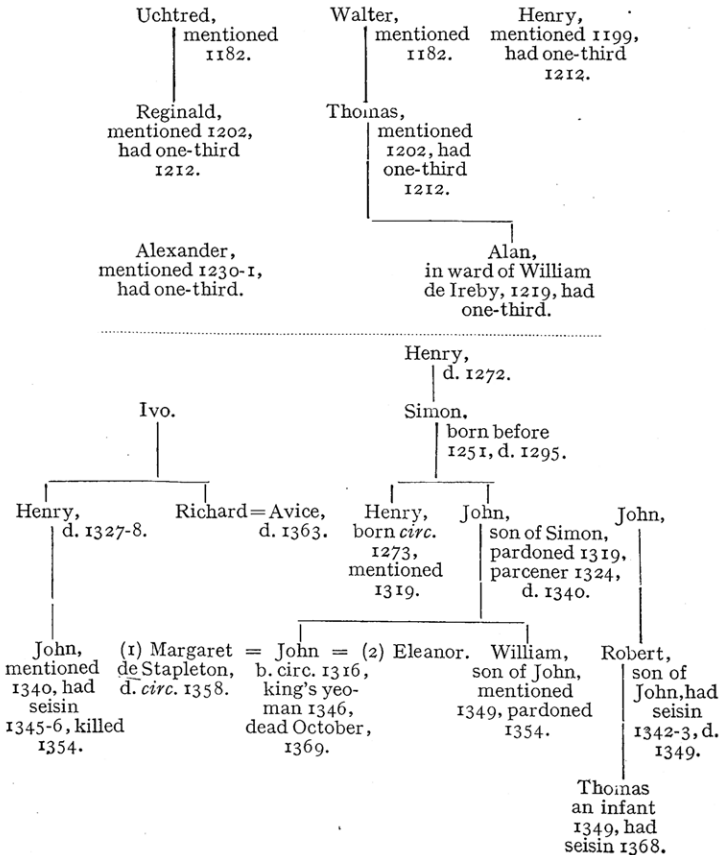 Uchtred,
mentioned
1182.
Walter,
mentioned
1182.
Henry,
mentioned 1199,
had one-third
1212.
Reginald,
mentioned 1202,
had one-third
1212.
Thomas,
mentioned
1202, had
one-third
1212.
Alexander,
mentioned 1230-1,
had one-third.
Alan,
in ward of William
de Ireby, 1219, had
one-third.
Henry,
d. 1272.
Ivo.
Simon,
born before
1251, d. 1295.
Henry,
d. 1327-8.
Richard=Avice,
d. 1363.
Henry,
born circ.
1273,
mentioned
1319.
John,
son of Simon,
pardoned 1319,
parcener 1324,
d. 1340.
John,
John,
mentioned
1340, had
seisin
1345-6, killed
1354.
(1) Margaret = John = (2) Eleanor.
de Stapleton,
d. circ. 1358.
b. circ. 1316,
king's yeo-
man 1346,
dead October,
1369.
William,
son of John,
mentioned
1349, pardoned
1354.
Robert,
son of
John, had
seisin
1342-3, d.
1349.
Thomas
an infant
1349, had
seisin 1368.